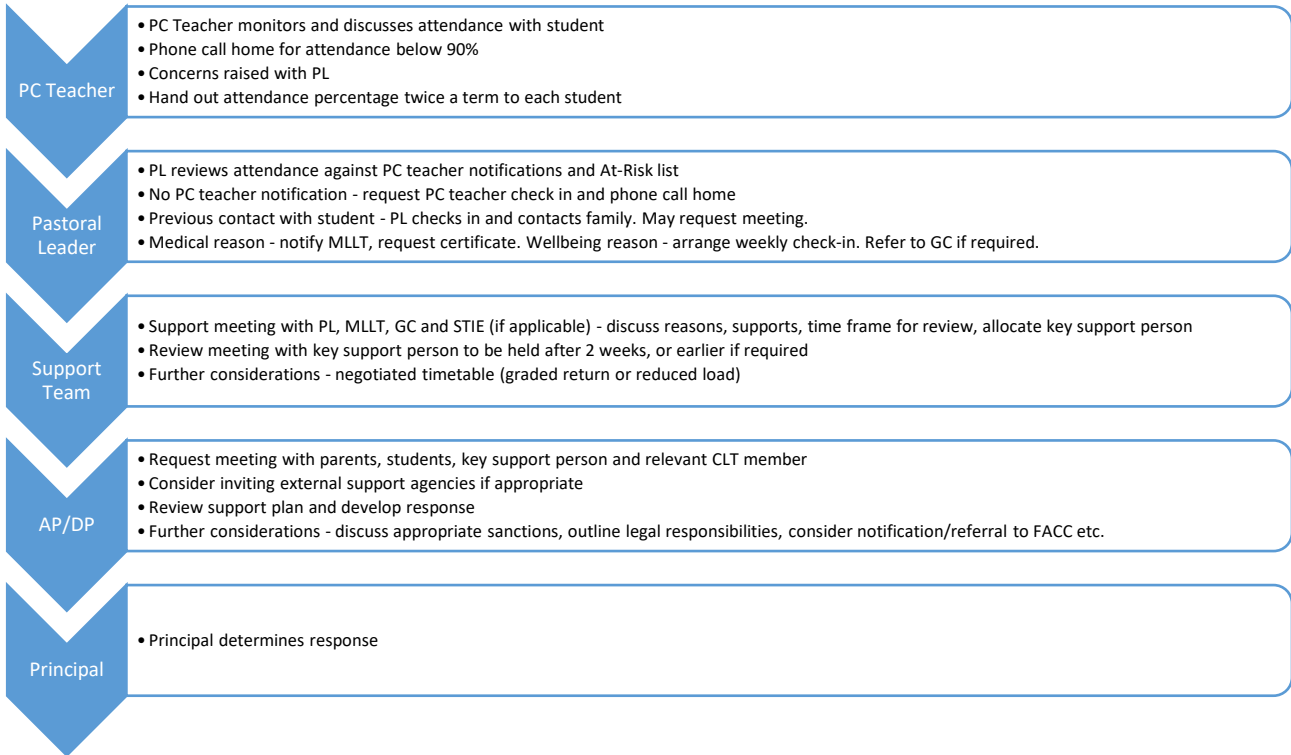 PC Teacher
• PC Teacher monitors and discusses attendance with student
• Phone call home for attendance below 90%
• Concerns raised with PL
• Hand out attendance percentage twice a term to each student
Pastoral
Leader
• PL reviews attendance against PC teacher notifications and At-Risk list
• No PC teacher notification - request PC teacher check in and phone call home
• Previous contact with student - PL checks in and contacts family. May request meeting.
• Medical reason - notify MLLT, request certificate. Wellbeing reason - arrange weekly check-in. Refer to GC if required.
Support
Team
• Support meeting with PL, MLLT, GC and STIE (if applicable) - discuss reasons, supports, time frame for review, allocate key support person
• Review meeting with key support person to be held after 2 weeks, or earlier if required
• Further considerations - negotiated timetable (graded return or reduced load)
AP/DP
• Request meeting with parents, students, key support person and relevant CLT member
• Consider inviting external support agencies if appropriate
• Review support plan and develop response
• Further considerations - discuss appropriate sanctions, outline legal responsibilities, consider notification/referral to FACC etc.
Principal
• Principal determines response